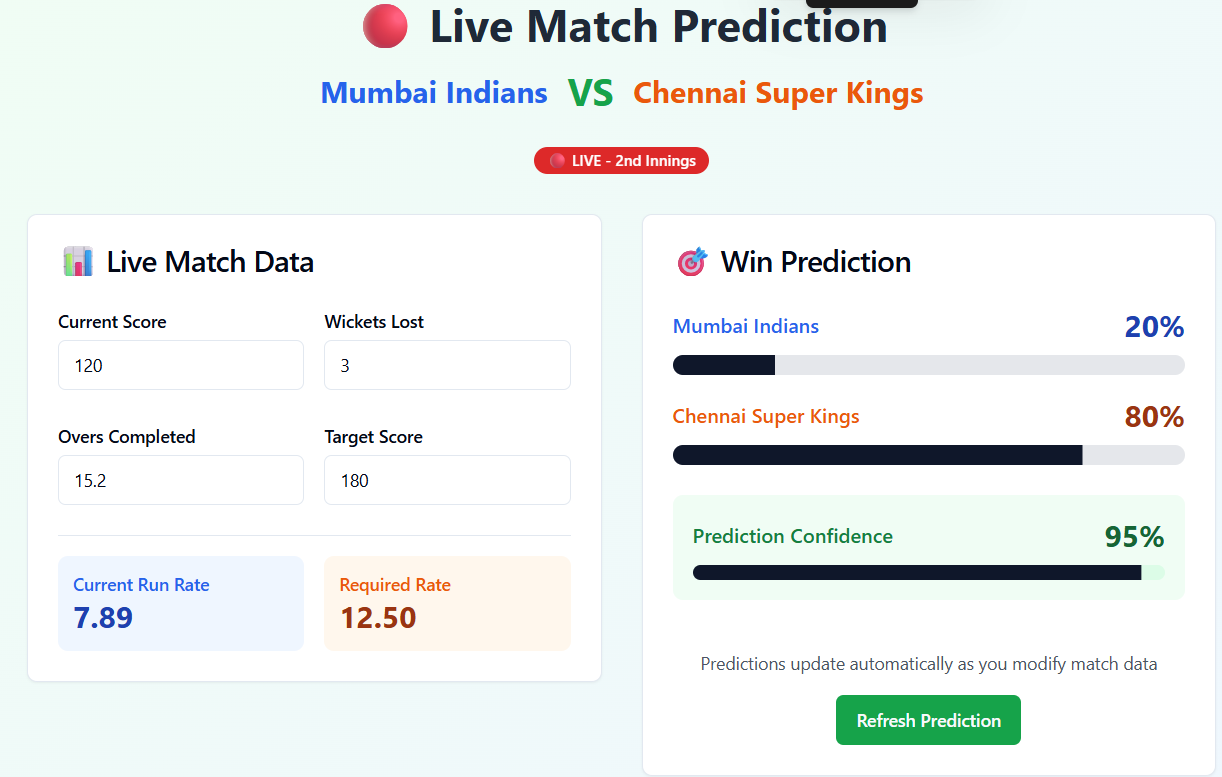 Live Match Prediction
Mumbai Indians VS Chennai Super Kings
LIVE - 2nd Innings
Live Match Data
Current Score
120
Wickets Lost
3
Overs Completed
15.2
Target Score
180
Current Run Rate
7.89
Required Rate
12.50
Win Prediction
Mumbai Indians 20%
Chennai Super Kings 80%
Prediction Confidence 95%
Predictions update automatically as you modify match data
Refresh Prediction